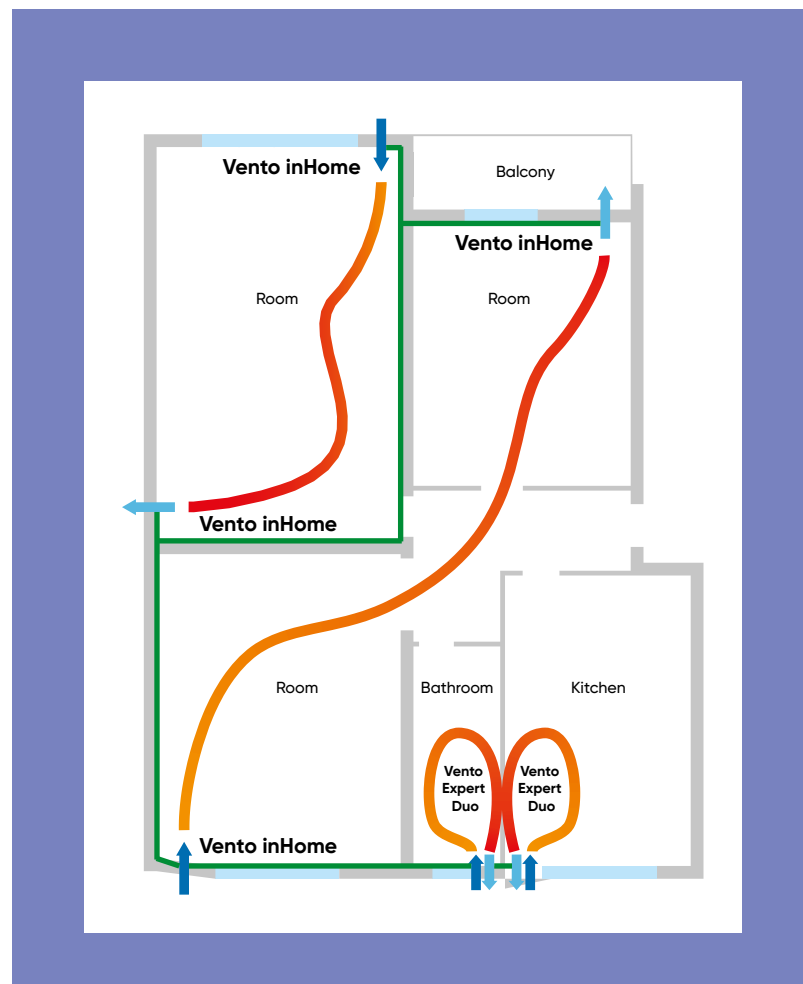 Vento inHome
Balcony
Vento inHome
Room
Room
Vento inHome
Room
Bathroom
Kitchen
Vento
Expert
Duo
Vento
Expert
Duo
Vento inHome